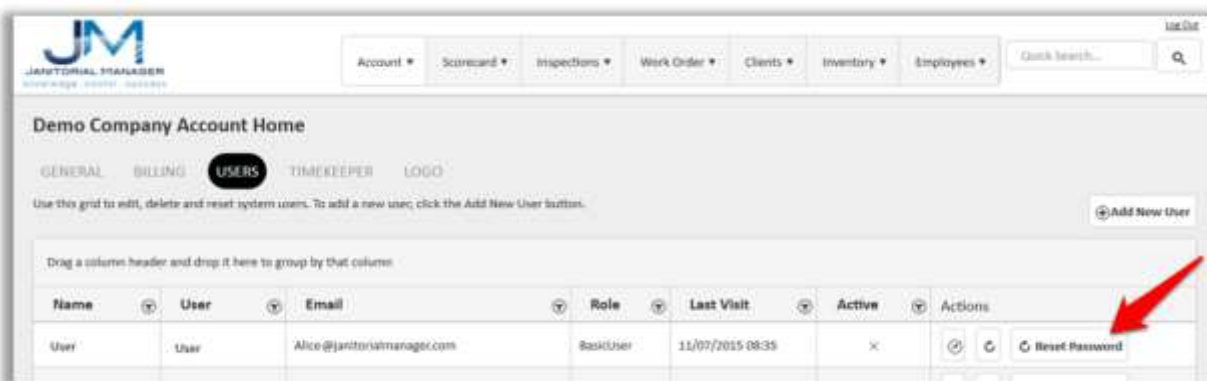 Log Out
JM
JANITORIAL MANAGER
Account ▾ Scorecard ▾ Inspections ▾ Work Order ▾ Clients ▾ Inventory ▾ Employees ▾ Quick Search...
Demo Company Account Home
GENERAL BILLING USERS TIMEKEEPER LOGO
Use this grid to edit, delete and reset system users. To add a new user, click the Add New User button.
Add New User
Drag a column header and drop it here to group by that column
Name User Email Role Last Visit Active Actions
User User Alice@janitorialmanager.com BasicUser 11/07/2015 08:35 Reset Password